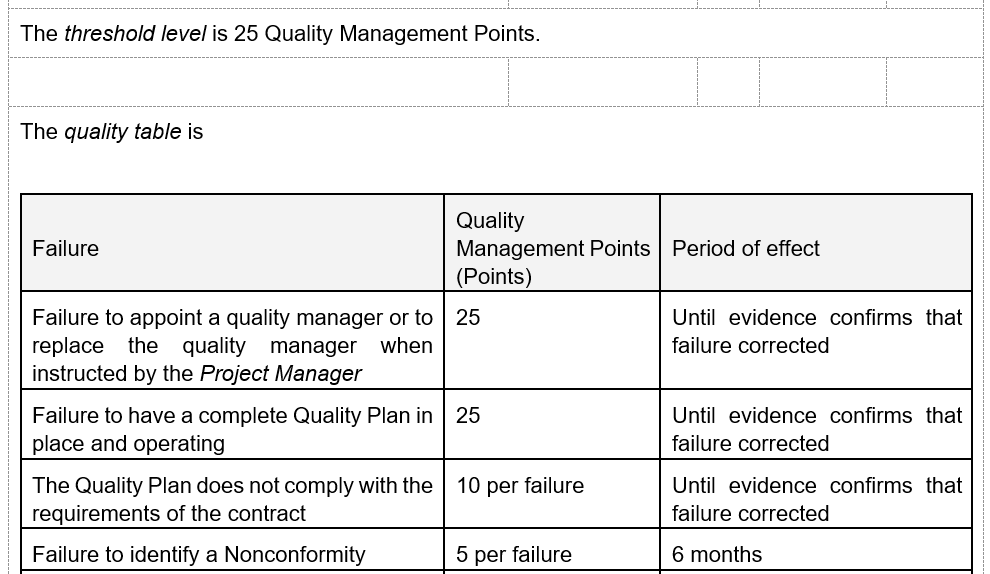 The threshold level is 25 Quality Management Points.
The quality table is
Failure
Quality
Management Points
(Points)
Period of effect
Failure to appoint a quality manager or to
replace the quality manager when
instructed by the Project Manager
25
Until evidence confirms that
failure corrected
Failure to have a complete Quality Plan in
place and operating
25
Until evidence confirms that
failure corrected
The Quality Plan does not comply with the
requirements of the contract
10 per failure
Until evidence confirms that
failure corrected
Failure to identify a Nonconformity
5 per failure
6 months